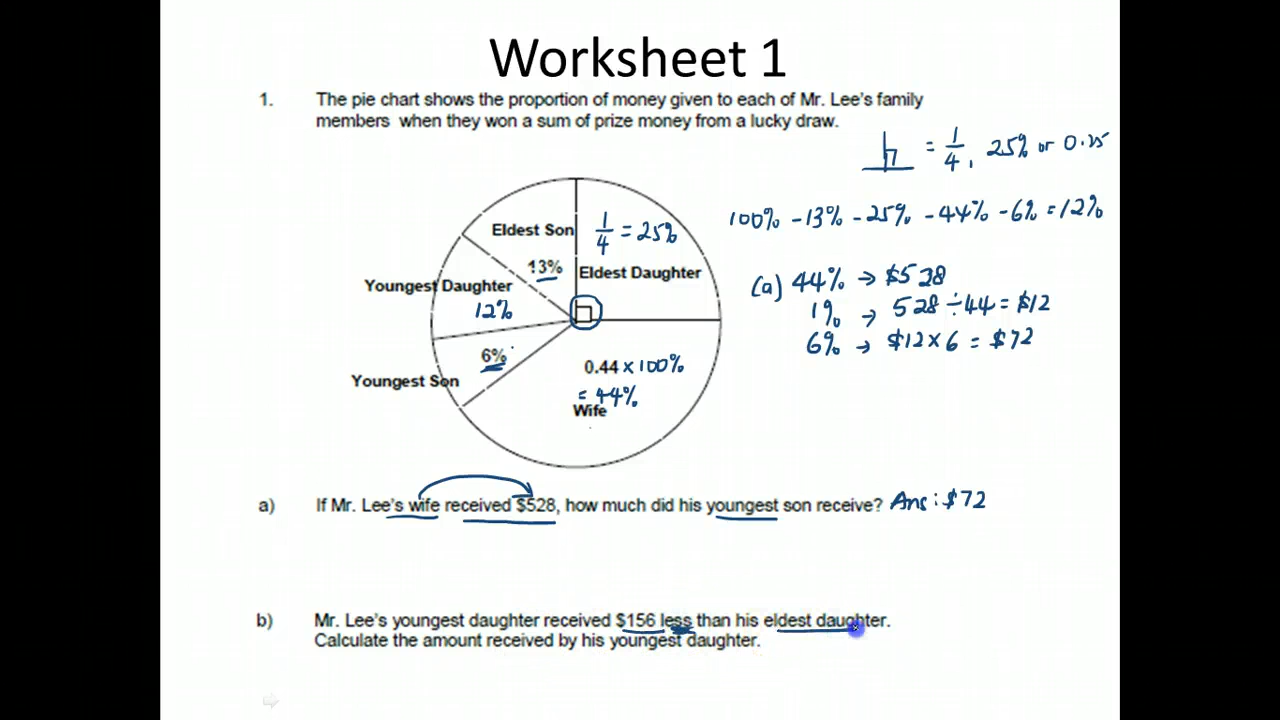 Worksheet 1
1. The pie chart shows the proportion of money given to each of Mr. Lee's family
members when they won a sum of prize money from a lucky draw.
= 1/4, 25% or 0.25
100% - 13% - 25% - 44% - 6% = 12%
Eldest Son
1/4 = 25%
13%
Eldest Daughter
Youngest Daughter
12%
6%
Youngest Son
0.44 x 100%
= 44%
Wife
(a) 44% → $528
1% → 528 ÷ 44 = $12
6% → $12 x 6 = $72
a) If Mr. Lee's wife received $528, how much did his youngest son receive? Ans: $72
b) Mr. Lee's youngest daughter received $156 less than his eldest daughter.
Calculate the amount received by his youngest daughter.